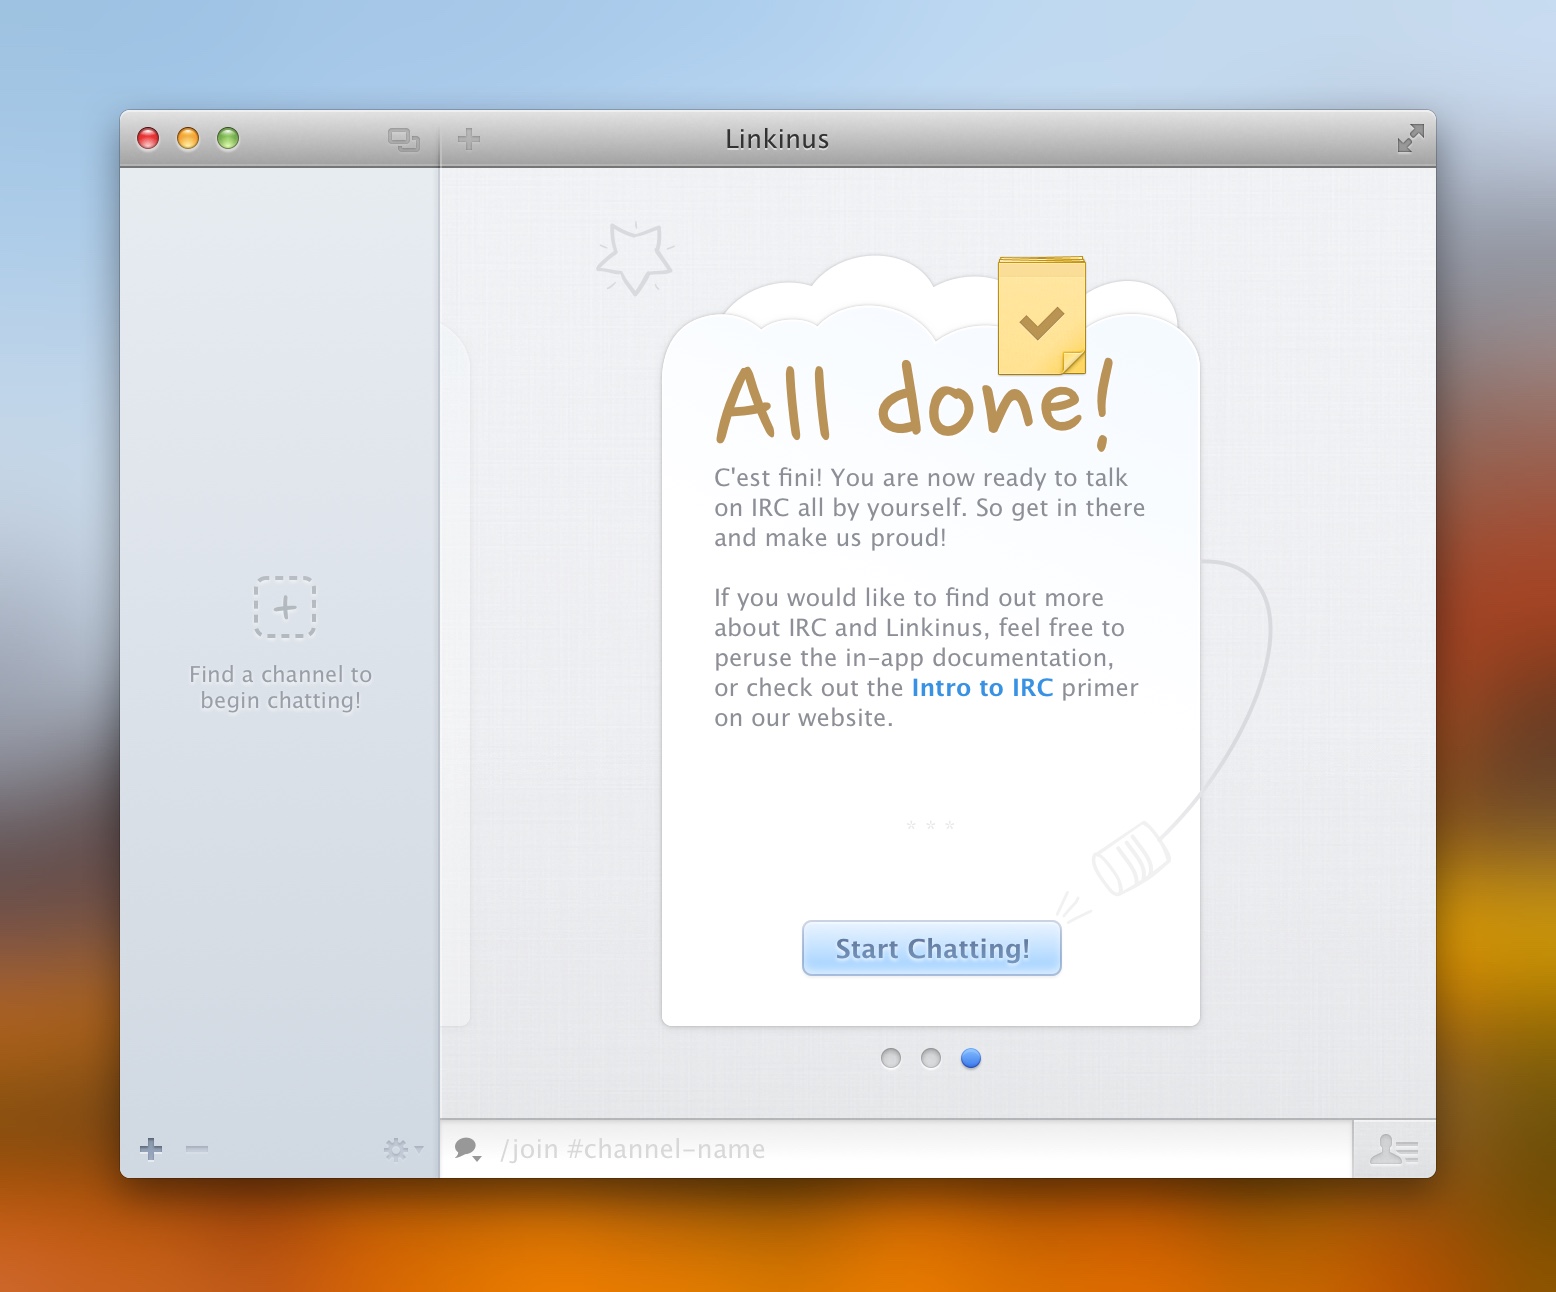 Linkinus
Find a channel to
begin chatting!
All done!
C'est fini! You are now ready to talk
on IRC all by yourself. So get in there
and make us proud!
If you would like to find out more
about IRC and Linkinus, feel free to
peruse the in-app documentation,
or check out the Intro to IRC primer
on our website.
* * *
Start Chatting!
/join #channel-name